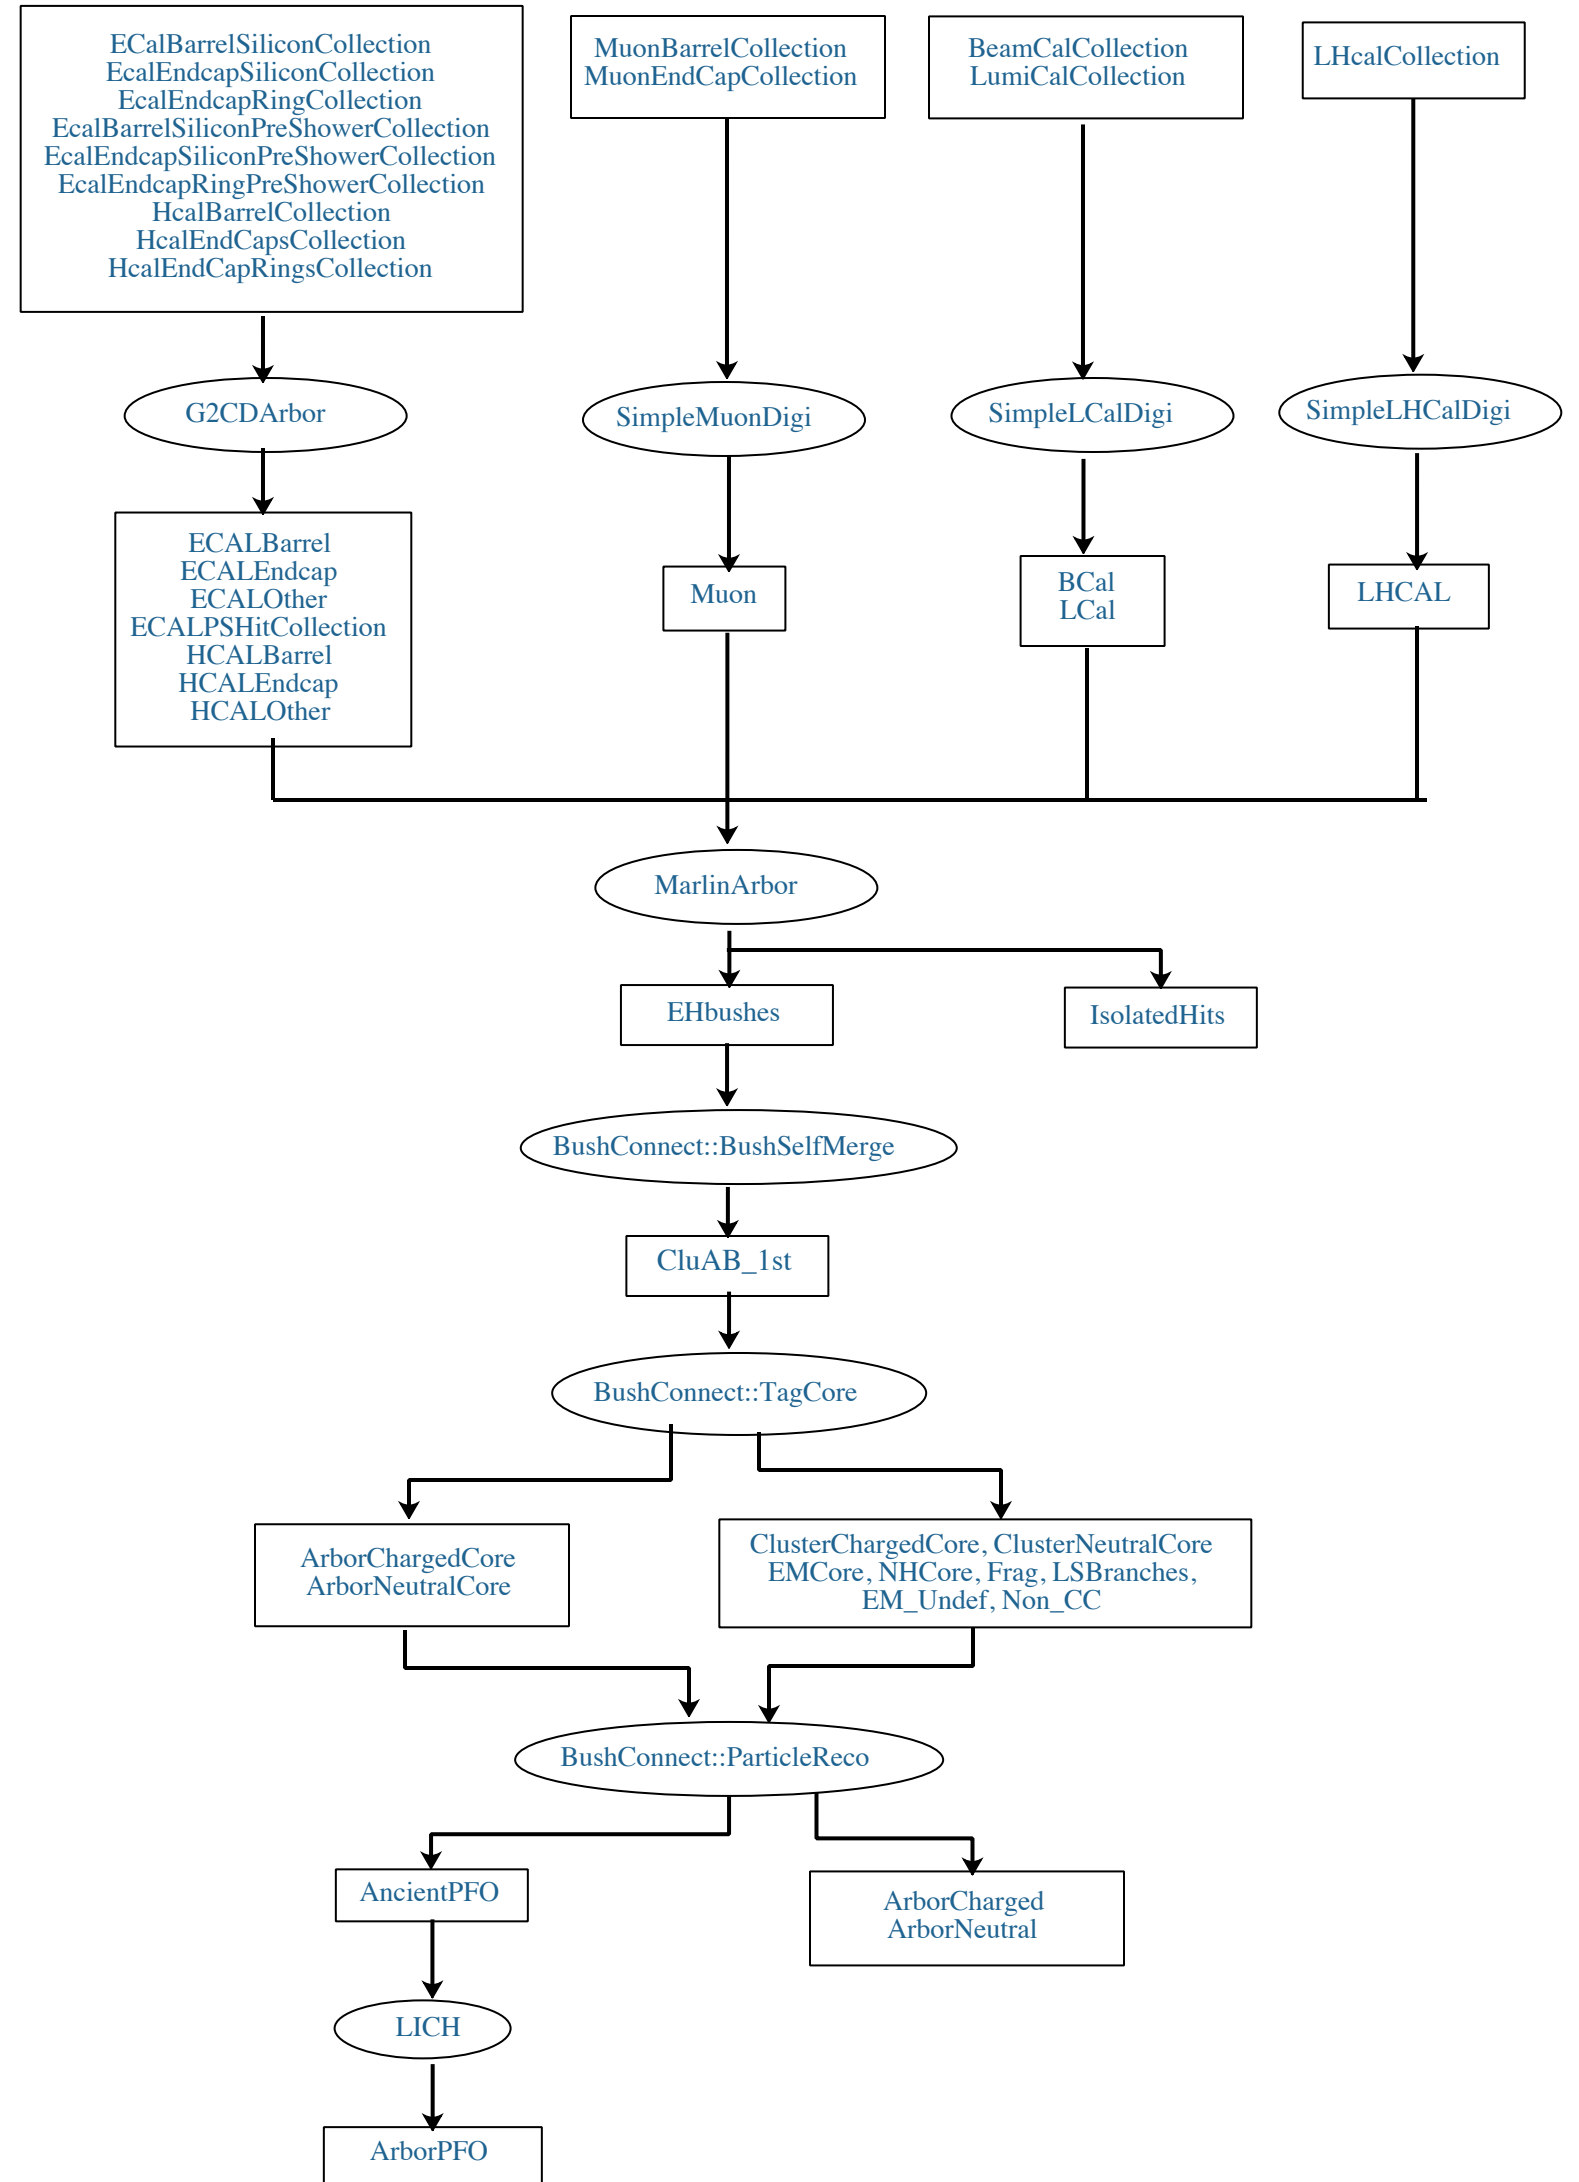 ECalBarrelSiliconCollection
EcalEndcapSiliconCollection
EcalEndcapRingCollection
EcalBarrelSiliconPreShowerCollection
EcalEndcapSiliconPreShowerCollection
EcalEndcapRingPreShowerCollection
HcalBarrelCollection
HcalEndCapsCollection
HcalEndCapRingsCollection
MuonBarrelCollection
MuonEndCapCollection
BeamCalCollection
LumiCalCollection
LHcalCollection
G2CDArbor
SimpleMuonDigi
SimpleLCalDigi
SimpleLHCalDigi
ECALBarrel
ECALEndcap
ECALOther
ECALPSHitCollection
HCALBarrel
HCALEndcap
HCALOther
Muon
BCal
LCal
LHCAL
MarlinArbor
EHbushes
IsolatedHits
BushConnect::BushSelfMerge
CluAB_1st
BushConnect::TagCore
ArborChargedCore
ArborNeutralCore
ClusterChargedCore, ClusterNeutralCore
EMCore, NHCore, Frag, LSBranches,
EM_Undef, Non_CC
BushConnect::ParticleReco
AncientPFO
ArborCharged
ArborNeutral
LICH
ArborPFO